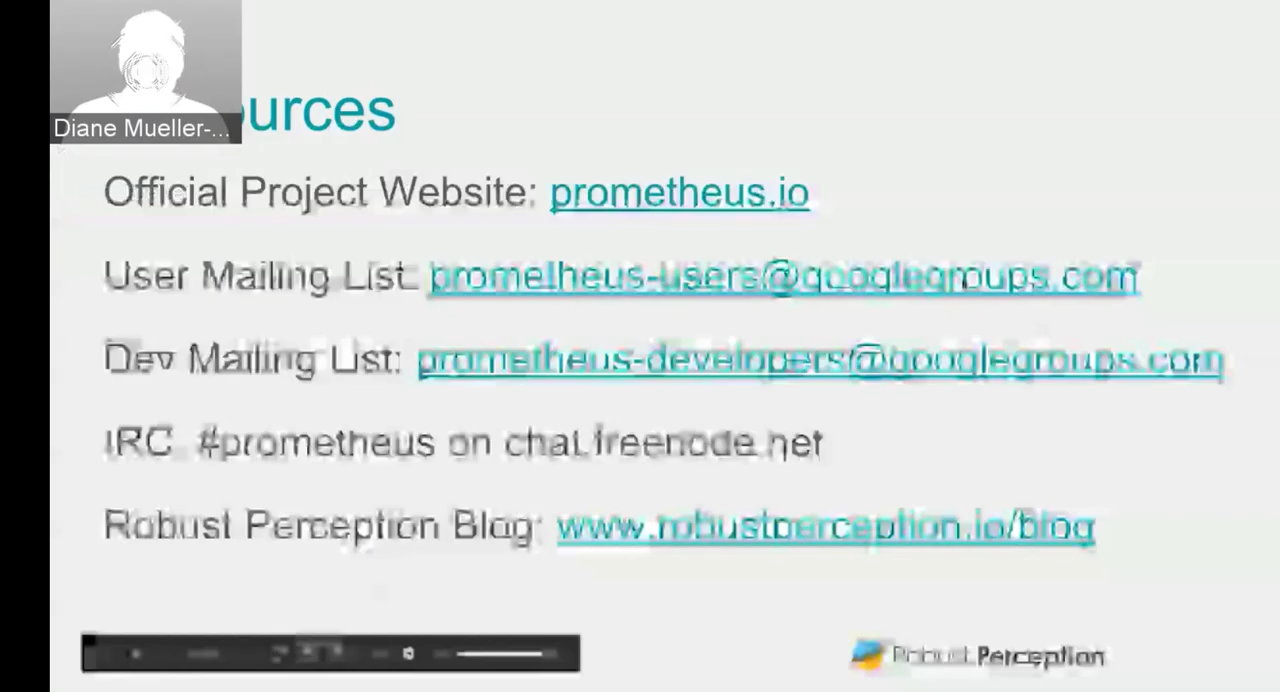 Diane Mueller-...
ources
Official Project Website: prometheus.io
User Mailing List: prometheus-users@googlegroups.com
Dev Mailing List: prometheus-developers@googlegroups.com
IRC: #prometheus on chat.freenode.net
Robust Perception Blog: www.robustperception.io/blog
Robust Perception